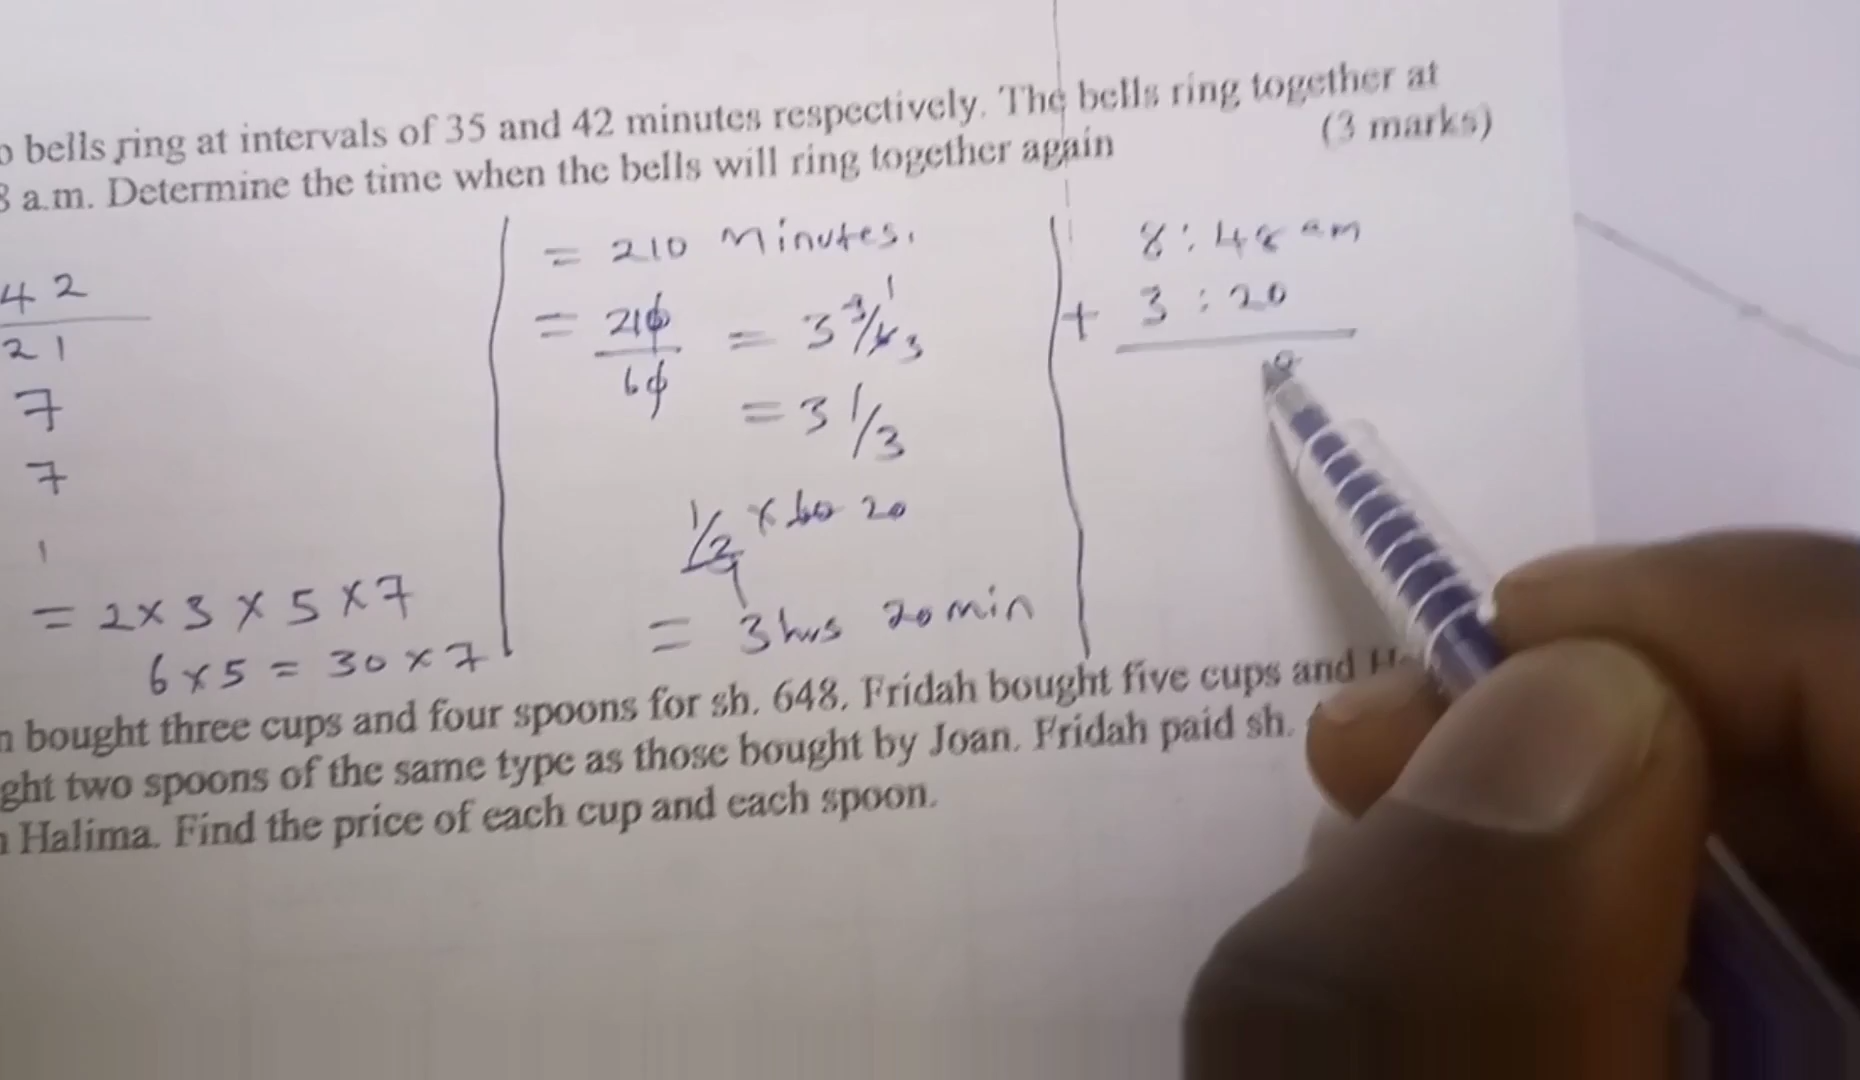 bells ring at intervals of 35 and 42 minutes respectively. The bells ring together at
8 a.m. Determine the time when the bells will ring together again (3 marks)
42
21
7
7
1
= 2 × 3 × 5 × 7
6 × 5 = 30 × 7
= 210 Minutes.
= 210/60 = 3 3/ 1 3
= 3 1/3
1/3 × 60 20
1
= 3 hrs 20 min
8 : 48 am
+ 3 : 20
8
bought three cups and four spoons for sh. 648. Fridah bought five cups and
ght two spoons of the same type as those bought by Joan. Fridah paid sh.
Halima. Find the price of each cup and each spoon.